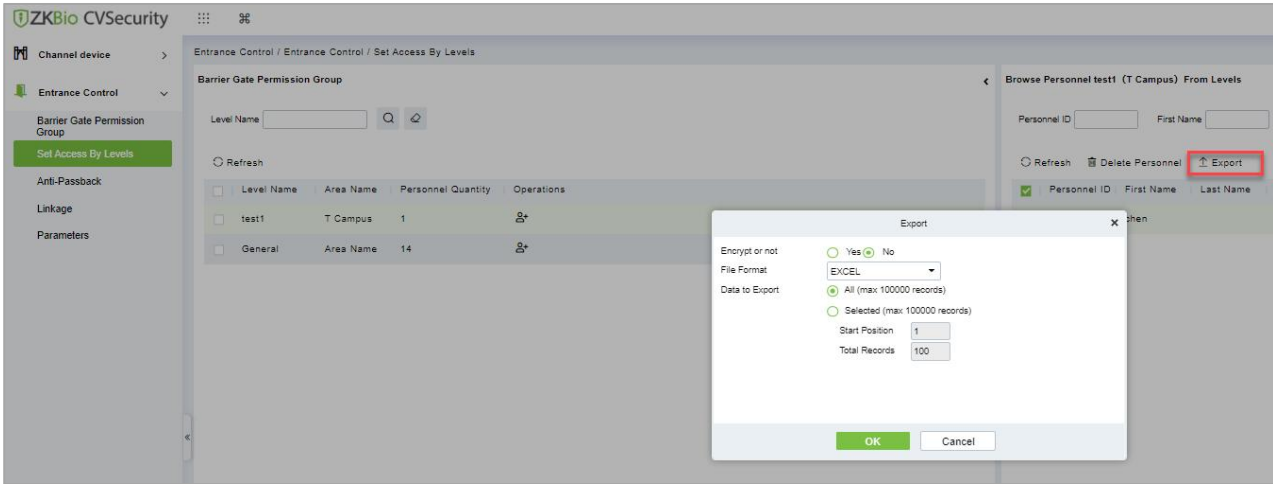 ZKBio CVSecurity
Channel device
Entrance Control
Barrier Gate Permission
Group
Set Access By Levels
Anti-Passback
Linkage
Parameters
Entrance Control / Entrance Control / Set Access By Levels
Barrier Gate Permission Group
Level Name
Refresh
Level Name Area Name Personnel Quantity Operations
test1 T Campus 1
General Area Name 14
Browse Personnel test1 (T Campus) From Levels
Personnel ID First Name
Refresh Delete Personnel Export
Personnel ID First Name Last Name
Export
Encrypt or not Yes No
File Format EXCEL
Data to Export All (max 100000 records)
Selected (max 100000 records)
Start Position 1
Total Records 100
OK Cancel